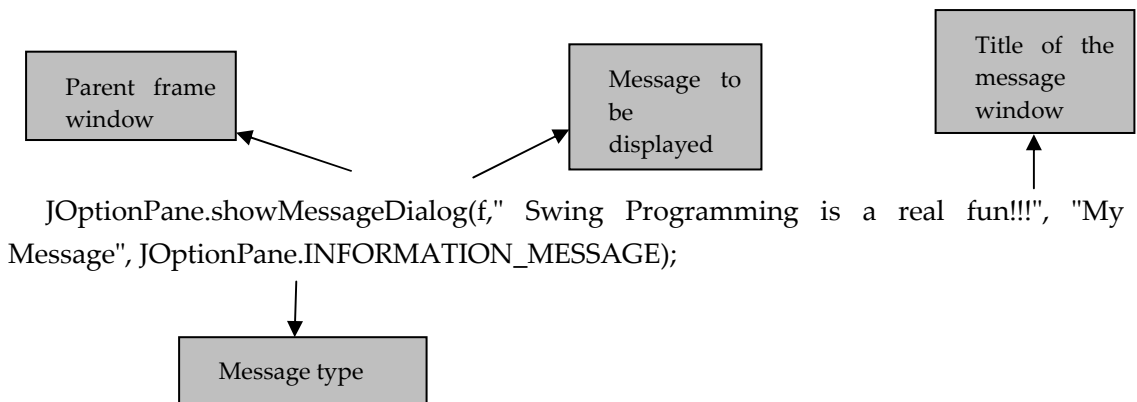 Parent frame
window
Message to
be
displayed
Title of the
message
window
JOptionPane.showMessageDialog(f," Swing Programming is a real fun!!!", "My
Message", JOptionPane.INFORMATION_MESSAGE);
Message type